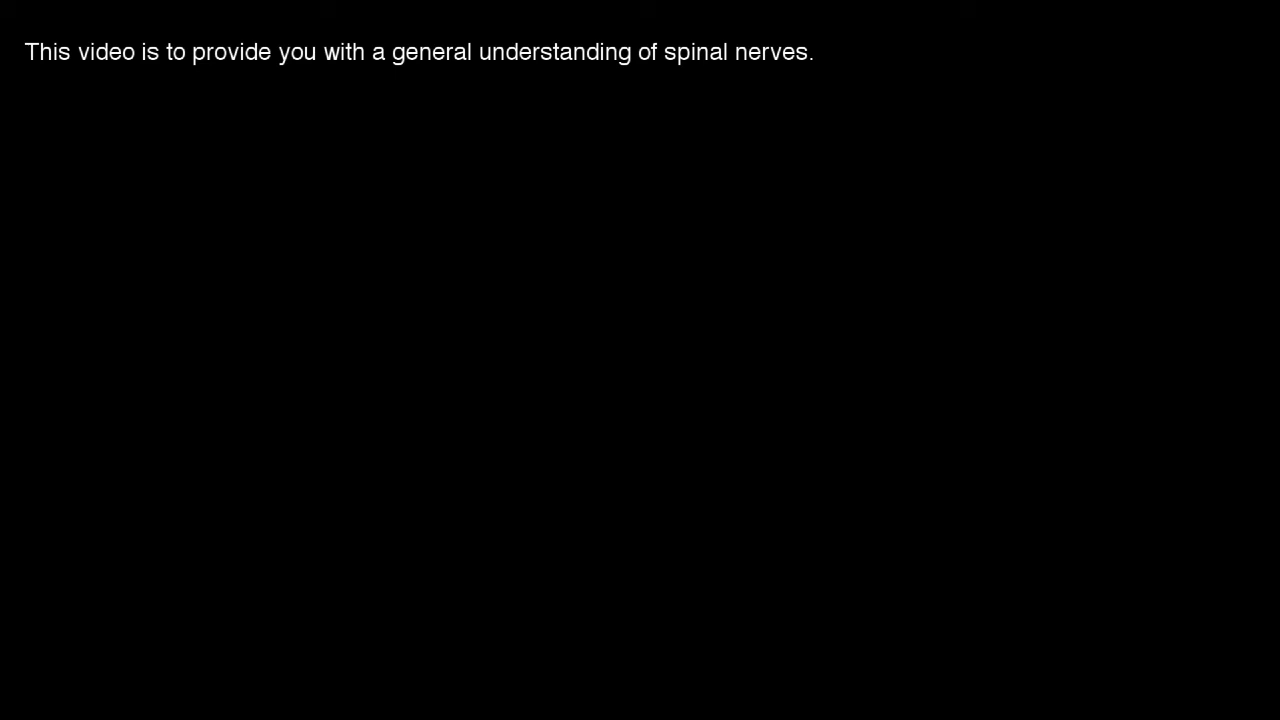 This video is to provide you with a general understanding of spinal nerves.